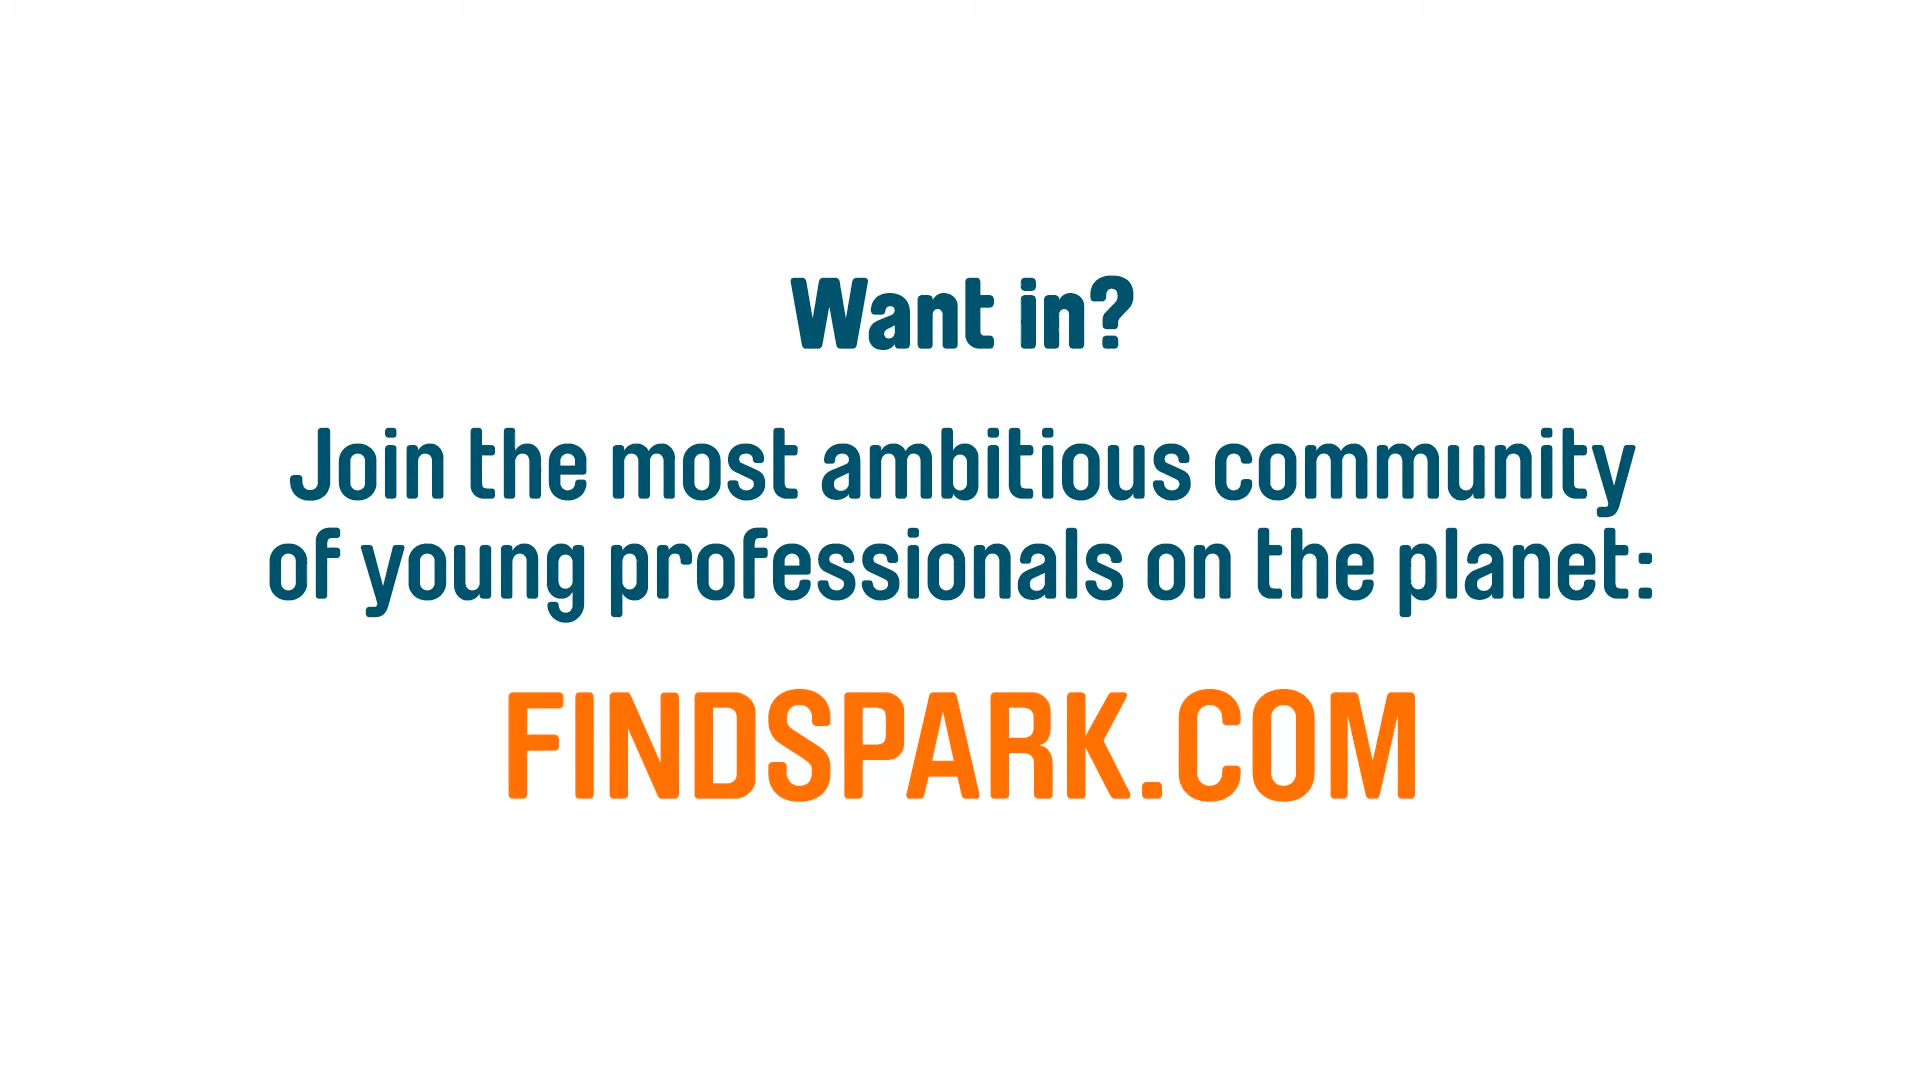 Want in?
Join the most ambitious community
of young professionals on the planet:
FINDSPARK.COM